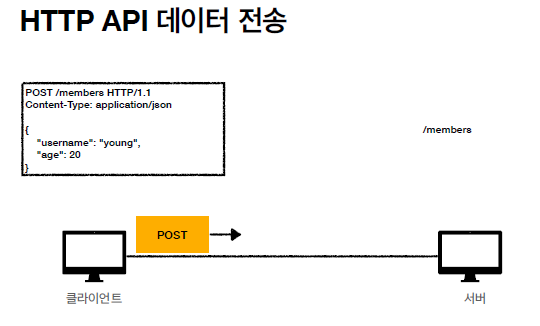 HTTP API 데이터 전송
POST /members HTTP/1.1
Content-Type: application/json
{
"username": "young",
"age": 20
}
/members
POST
클라이언트
서버